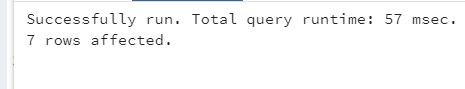 Successfully run. Total query runtime: 57 msec.
7 rows affected.